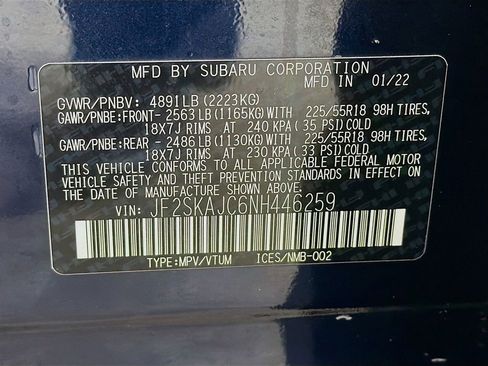 MFD BY SUBARU CORPORATION
MFD IN JAPAN 01/22
GVWR/PNBV: 4891LB(2223KG)
GAWR/PNBE:FRONT- 2563LB(1165KG)WITH 225/55R18 98H TIRES,
18X7J RIMS AT 240 KPA(35 PSI)COLD
GAWR/PNBE:REAR -2486LB(1130KG)WITH 225/55R18 98H TIRES,
18X7J RIMS AT 230 KPA(33 PSI)COLD
THIS VEHICLE CONFORMS TO ALL APPLICABLE FEDERAL MOTOR
VEHICLE SAFETY AND THEFT PREVENTION STANDARDS IN EFFECT
ON THE DATE OF MANUFACTURE SHOWN ABOVE.
VIN: JF2SKAJC6NH446259
TYPE:MPV/VTUM ICES/NMB-002